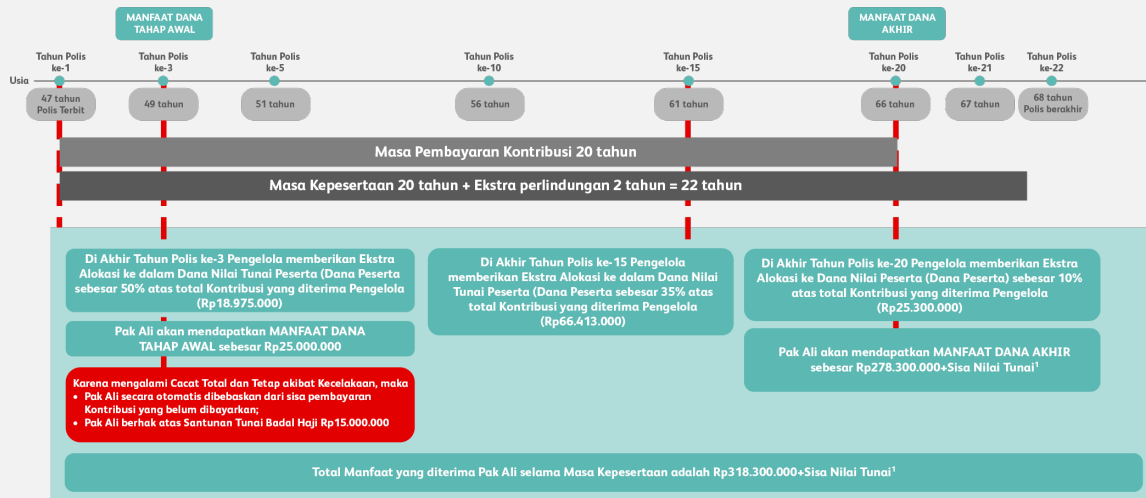 MANFAAT DANA
TAHAP AWAL
MANFAAT DANA
AKHIR
Tahun Polis
ke-1
Tahun Polis
ke-3
Tahun Polis
ke-5
Tahun Polis
ke-10
Tahun Polis
ke-15
Tahun Polis
ke-20
Tahun Polis
ke-21
Tahun Polis
ke-22
Usia
47 tahun
Polis Terbit
49 tahun
51 tahun
56 tahun
61 tahun
66 tahun
67 tahun
68 tahun
Polis berakhir
Masa Pembayaran Kontribusi 20 tahun
Masa Kepesertaan 20 tahun + Ekstra perlindungan 2 tahun = 22 tahun
Di Akhir Tahun Polis ke-3 Pengelola memberikan Ekstra
Alokasi ke dalam Dana Nilai Tunai Peserta (Dana Peserta
sebesar 50% atas total Kontribusi yang diterima Pengelola
(Rp18.975.000)
Pak Ali akan mendapatkan MANFAAT DANA
TAHAP AWAL sebesar Rp25.000.000
Karena mengalami Cacat Total dan Tetap akibat Kecelakaan, maka
• Pak Ali secara otomatis dibebaskan dari sisa pembayaran
Kontribusi yang belum dibayarkan;
• Pak Ali berhak atas Santunan Tunai Badal Haji Rp15.000.000
Di Akhir Tahun Polis ke-15 Pengelola
memberikan Ekstra Alokasi ke dalam Dana Nilai
Tunai Peserta (Dana Peserta sebesar 35% atas
total Kontribusi yang diterima Pengelola
(Rp66.413.000)
Di Akhir Tahun Polis ke-20 Pengelola memberikan Ekstra
Alokasi ke Dana Nilai Peserta (Dana Peserta) sebesar 10%
atas total Kontribusi yang diterima Pengelola
(Rp25.300.000)
Pak Ali akan mendapatkan MANFAAT DANA AKHIR
sebesar Rp278.300.000+Sisa Nilai Tunai¹
Total Manfaat yang diterima Pak Ali selama Masa Kepesertaan adalah Rp318.300.000+Sisa Nilai Tunai¹